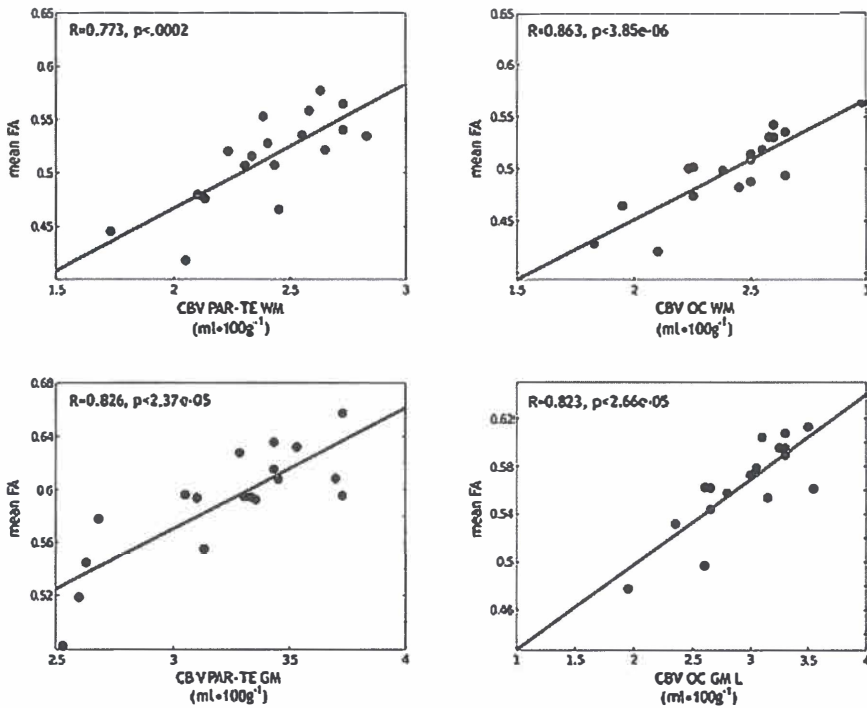 R=0.773, p<.0002
0.65
0.6
0.55
0.5
0.45
mean FA
1.5
2
2.5
3
CBV PAR-TE WM
(ml•100g⁻¹)
R=0.863, p<3.85e-06
0.65
0.6
0.55
0.5
0.45
mean FA
1.5
2
2.5
3
CBV OC WM
(ml•100g⁻¹)
R=0.826, p<2.37e-05
0.68
0.64
0.6
0.56
0.52
mean FA
2.5
3
3.5
4
CBV PAR-TE GM
(ml•100g⁻¹)
R=0.823, p<2.66e-05
0.62
0.58
0.54
0.5
0.46
mean FA
1
1.5
2
2.5
3
3.5
4
CBV OC GM L
(ml•100g⁻¹)